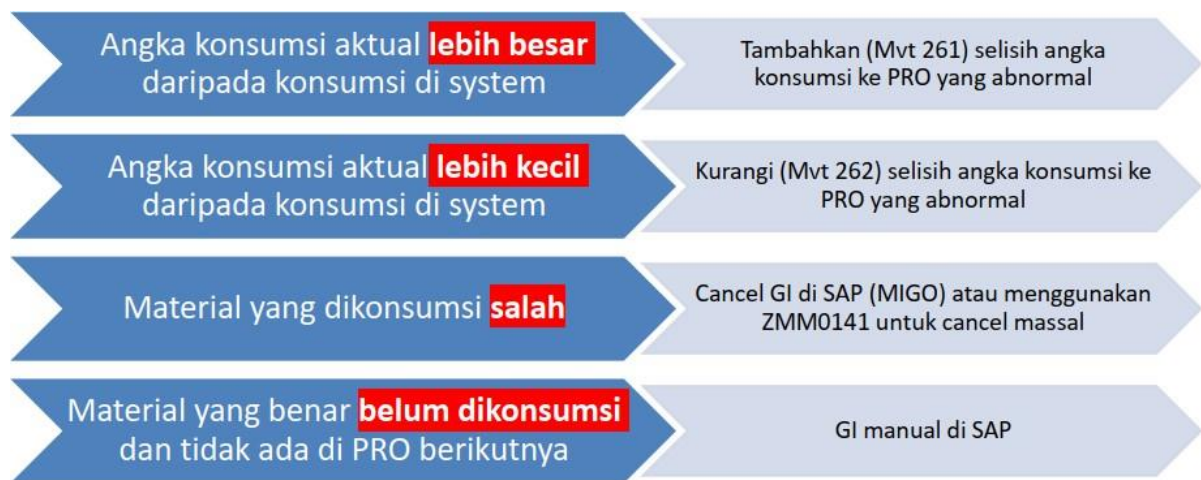 Angka konsumsi aktual lebih besar
daripada konsumsi di system
Tambahkan (Mvt 261) selisih angka
konsumsi ke PRO yang abnormal
Angka konsumsi aktual lebih kecil
daripada konsumsi di system
Kurangi (Mvt 262) selisih angka konsumsi ke
PRO yang abnormal
Material yang dikonsumsi salah
Cancel GI di SAP (MIGO) atau menggunakan
ZMM0141 untuk cancel massal
Material yang benar belum dikonsumsi
dan tidak ada di PRO berikutnya
GI manual di SAP